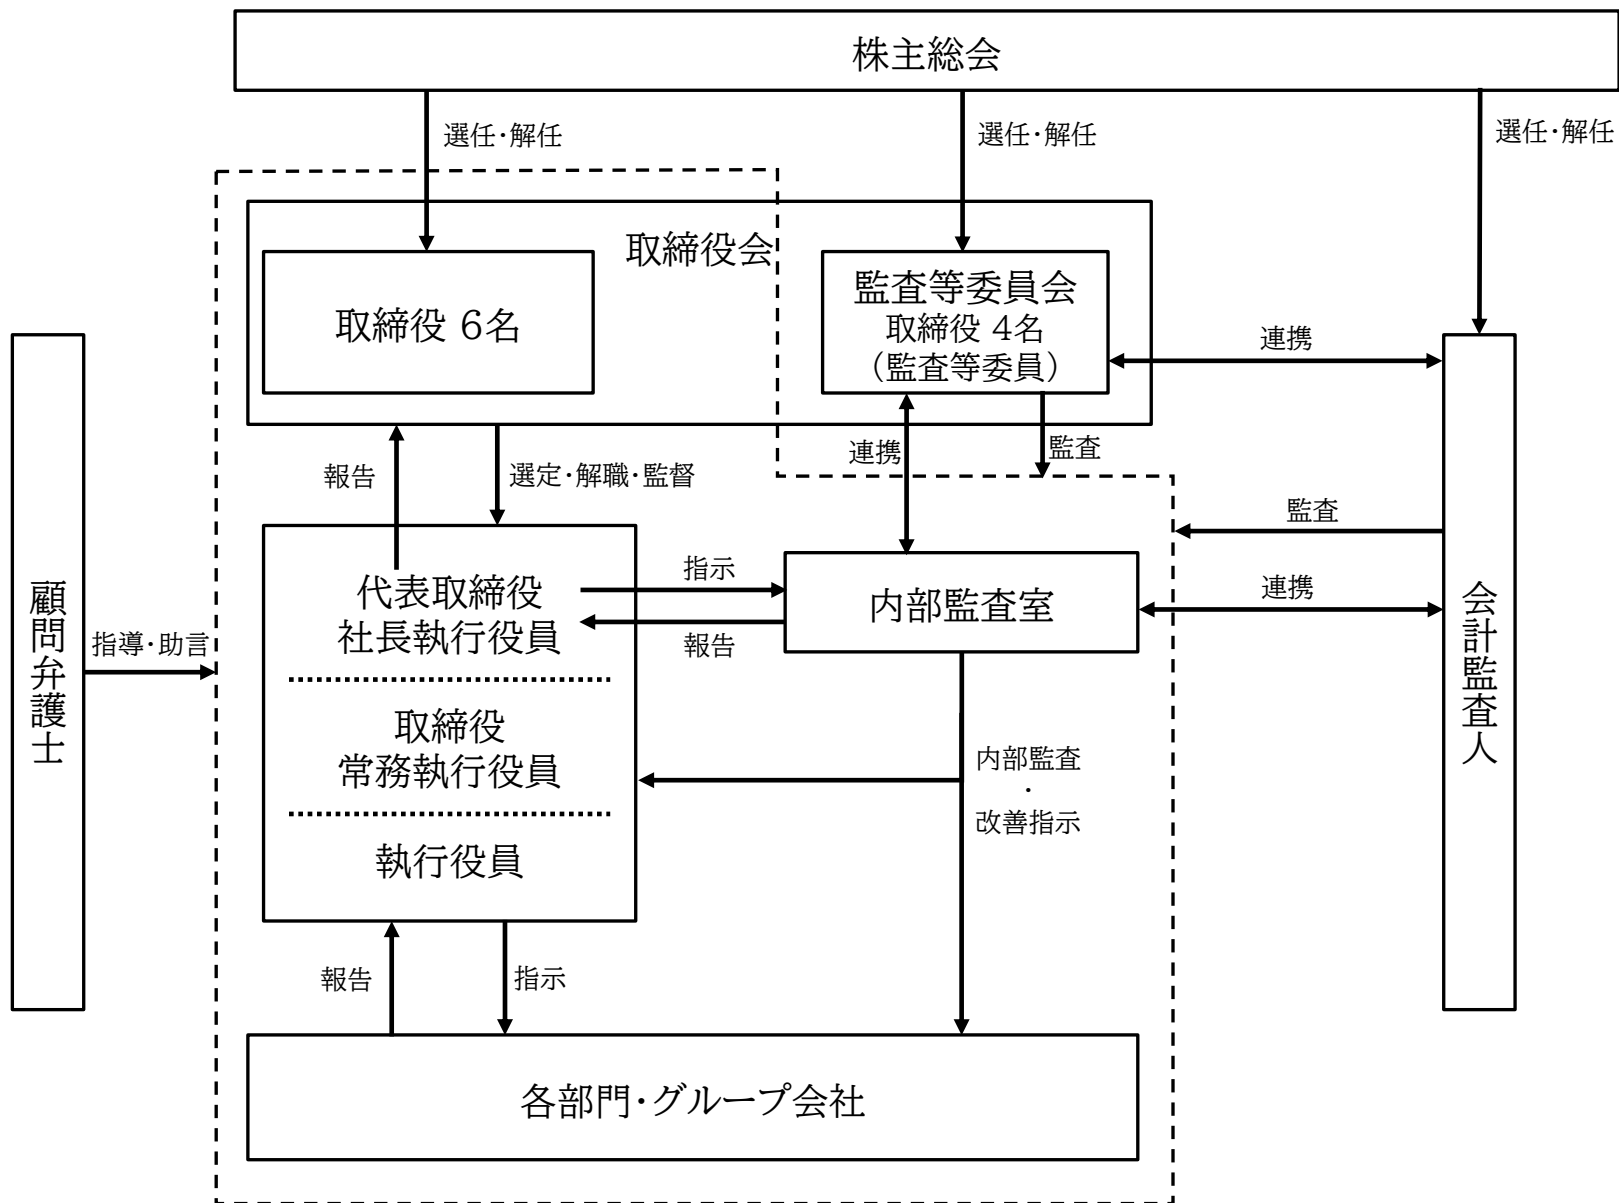 株主総会
選任・解任
選任・解任
選任・解任
取締役会
取締役 6名
監査等委員会
取締役 4名
（監査等委員）
連携
報告
選定・解職・監督
連携
監査
監査
代表取締役
社長執行役員
指示
報告
内部監査室
連携
顧問弁護士
指導・助言
会計監査人
取締役
常務執行役員
内部監査
・
改善指示
執行役員
報告
指示
各部門・グループ会社